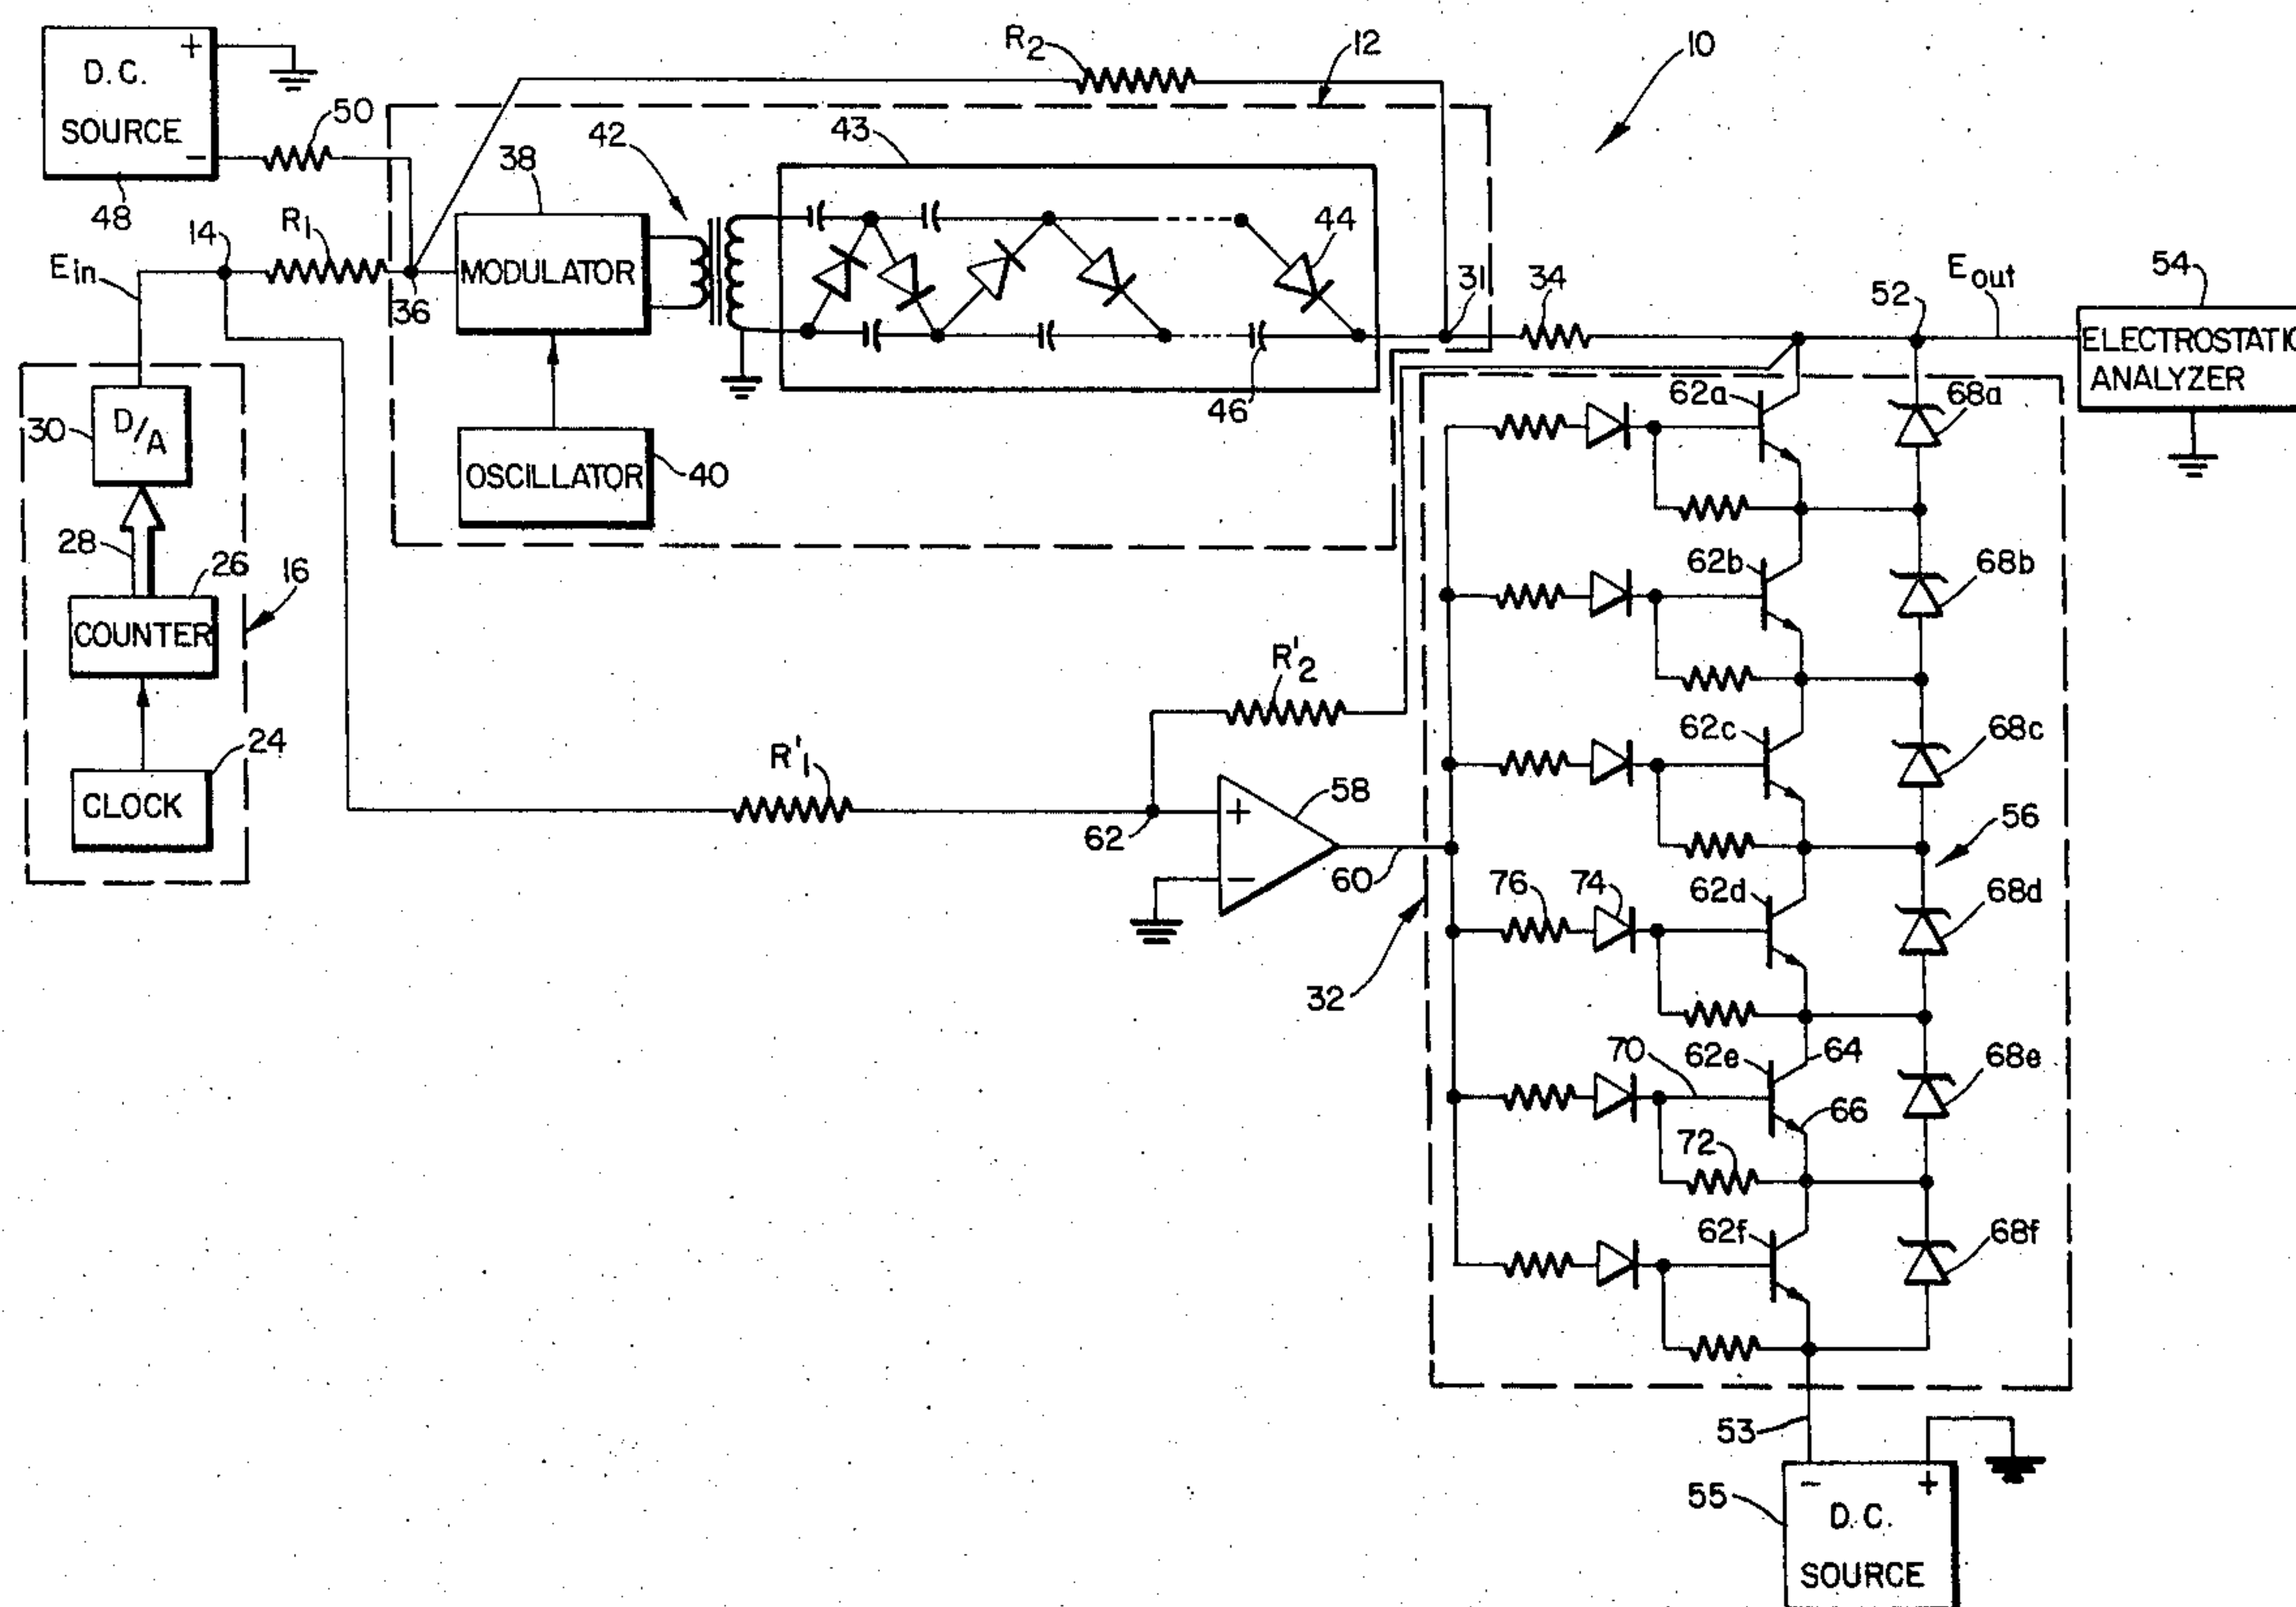 D.C.
SOURCE
+
−
48
50
R2
12
10
42
43
38
44
14
R1
Ein
36
MODULATOR
31
34
52
Eout
54
ELECTROSTATIC
ANALYZER
46
OSCILLATOR
40
30
D/A
28
26
16
COUNTER
24
CLOCK
62a
68a
62b
68b
R'2
62c
68c
R'1
62
+
−
58
60
56
76
74
62d
68d
32
70
62e
64
68e
66
72
62f
68f
53
55
−
+
D.C.
SOURCE